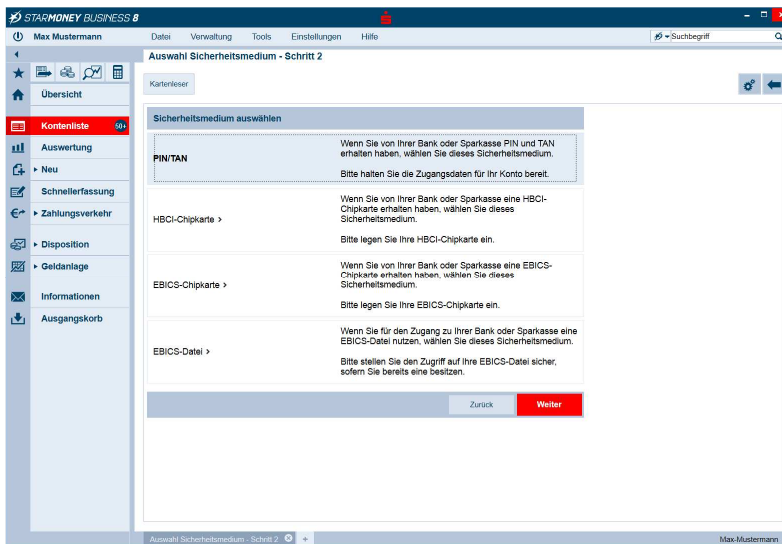 STARMONEY BUSINESS 8
Max Mustermann
Datei Verwaltung Tools Einstellungen Hilfe
Suchbegriff
Auswahl Sicherheitsmedium - Schritt 2
Kartenleser
Übersicht
Kontenliste 50+
Auswertung
Neu
Schnellerfassung
Zahlungsverkehr
Disposition
Geldanlage
Informationen
Ausgangskorb
Sicherheitsmedium auswählen
PIN/TAN
Wenn Sie von Ihrer Bank oder Sparkasse PIN und TAN
erhalten haben, wählen Sie dieses Sicherheitsmedium.
Bitte halten Sie die Zugangsdaten für Ihr Konto bereit.
HBCI-Chipkarte >
Wenn Sie von Ihrer Bank oder Sparkasse eine HBCI-
Chipkarte erhalten haben, wählen Sie dieses
Sicherheitsmedium.
Bitte legen Sie Ihre HBCI-Chipkarte ein.
EBICS-Chipkarte >
Wenn Sie von Ihrer Bank oder Sparkasse eine EBICS-
Chipkarte erhalten haben, wählen Sie dieses
Sicherheitsmedium.
Bitte legen Sie Ihre EBICS-Chipkarte ein.
EBICS-Datei >
Wenn Sie für den Zugang zu Ihrer Bank oder Sparkasse eine
EBICS-Datei nutzen, wählen Sie dieses Sicherheitsmedium.
Bitte stellen Sie den Zugriff auf Ihre EBICS-Datei sicher,
sofern Sie bereits eine besitzen.
Zurück Weiter
Auswahl Sicherheitsmedium - Schritt 2 +
Max-Mustermann